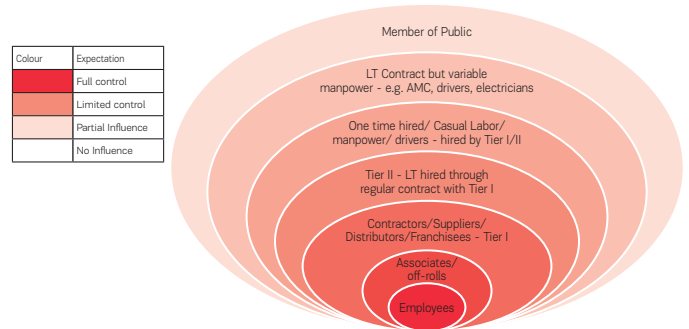 Colour Expectation
Full control
Limited control
Partial Influence
No Influence
Member of Public
LT Contract but variable
manpower - e.g. AMC, drivers, electricians
One time hired/ Casual Labor/
manpower/ drivers - hired by Tier I/II
Tier II - LT hired through
regular contract with Tier I
Contractors/Suppliers/
Distributors/Franchisees - Tier I
Associates/
off-rolls
Employees